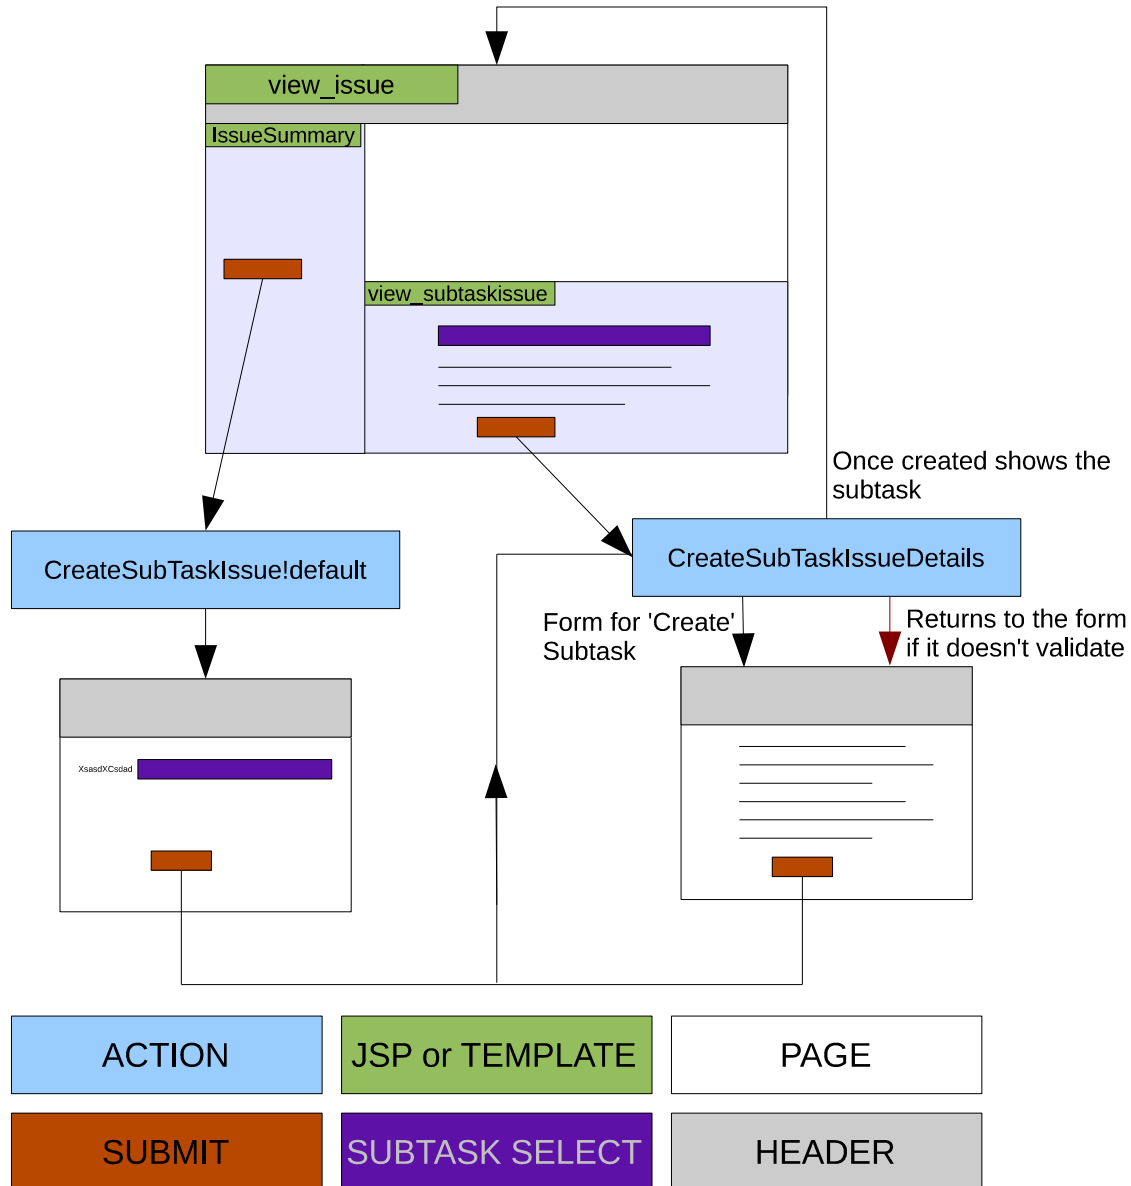 view_issue
IssueSummary
view_subtaskissue
Once created shows the
subtask
CreateSubTaskIssue!default
CreateSubTaskIssueDetails
Form for 'Create'
Subtask
Returns to the form
if it doesn't validate
XsasdXCsdad
ACTION
JSP or TEMPLATE
PAGE
SUBMIT
SUBTASK SELECT
HEADER